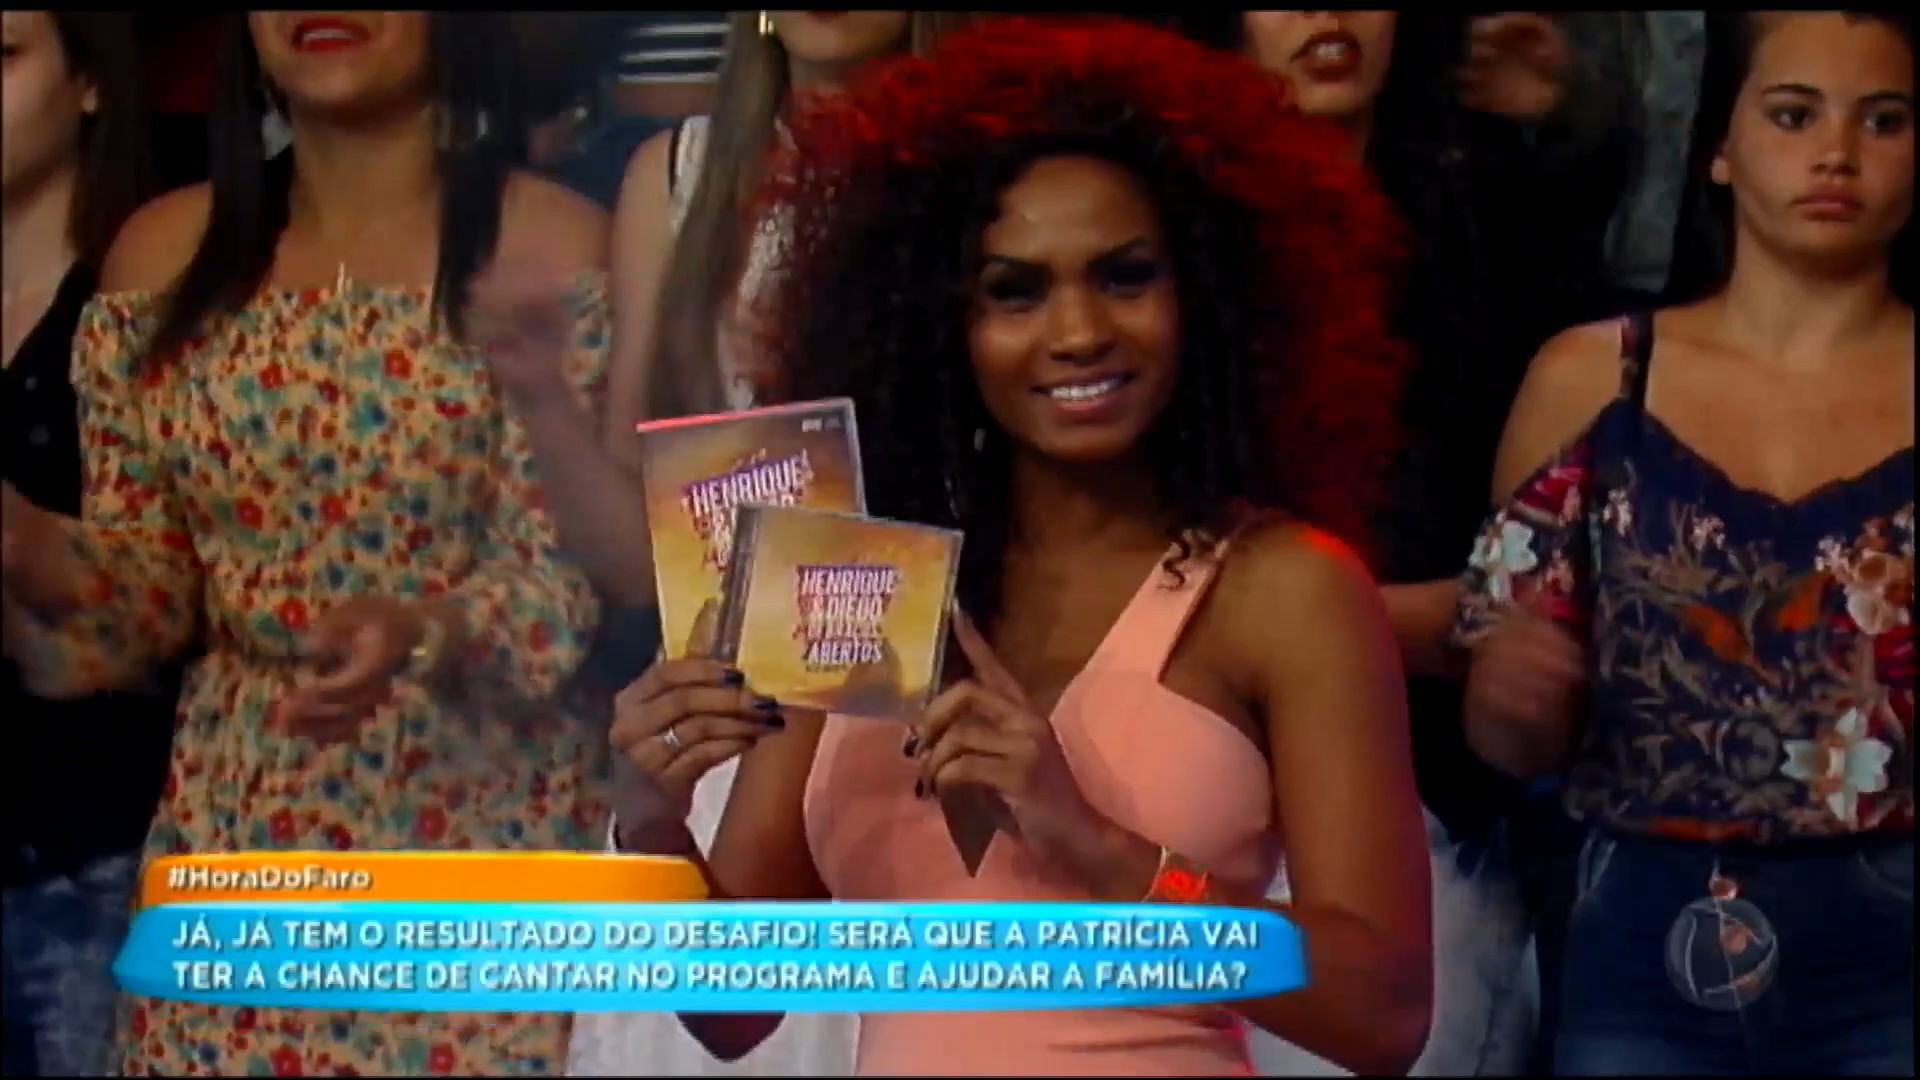 HENRIQUE
HENRIQUE
& DIEGO
ABERTOS
#HoraDoFaro
JÁ, JÁ TEM O RESULTADO DO DESAFIO! SERÁ QUE A PATRÍCIA VAI
TER A CHANCE DE CANTAR NO PROGRAMA E AJUDAR A FAMÍLIA?